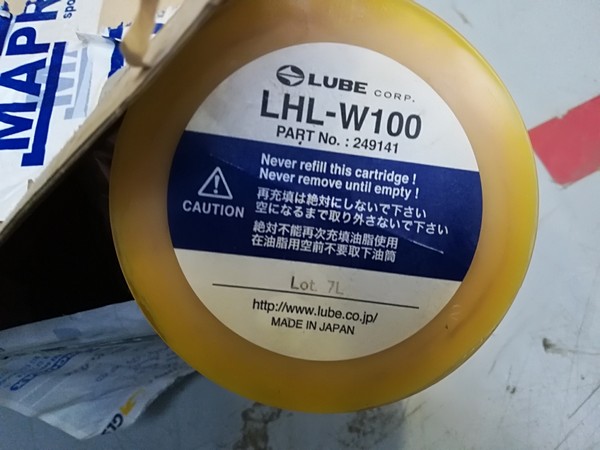 MAPR
spo
LUBE CORP.
LHL-W100
PART No. : 249141
Never refill this cartridge !
Never remove until empty !
CAUTION
再充填は絶対にしないで下さい
空になるまで取り外さないで下さい
絶対不能再次充填油脂使用
在油脂用空前不要取下油筒
Lot 7L
http://www.lube.co.jp/
MADE IN JAPAN